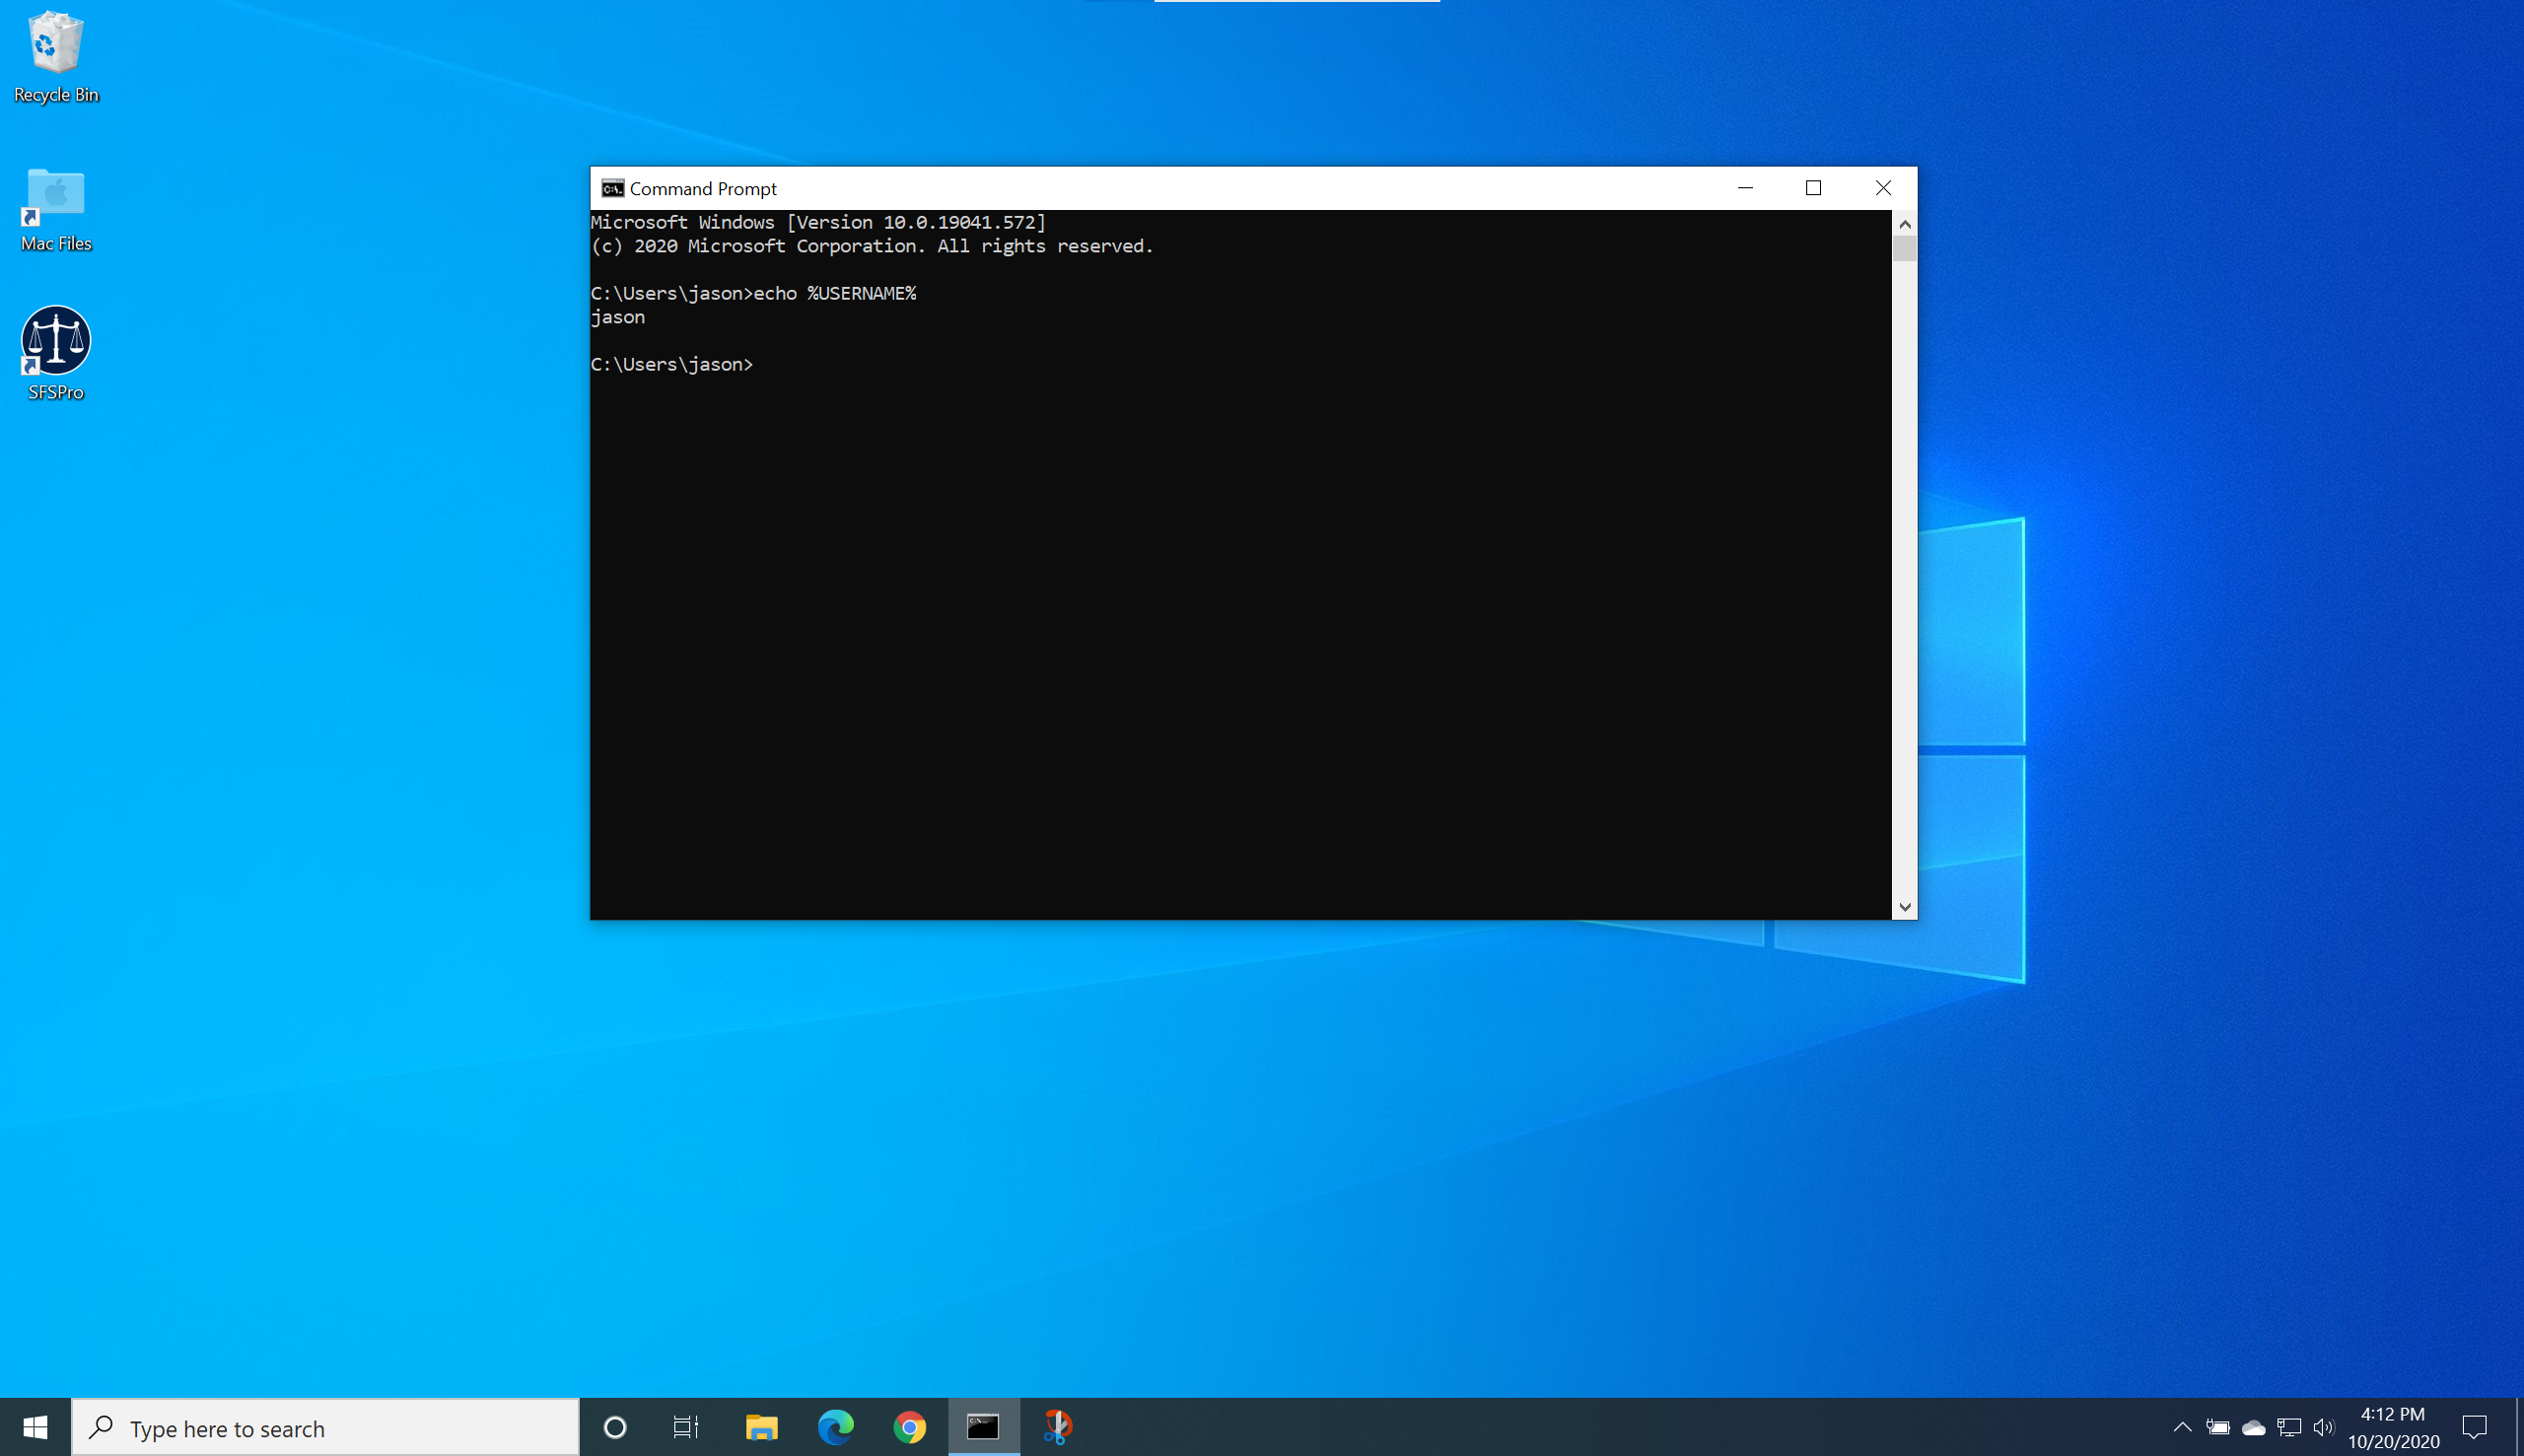 Recycle Bin
Mac Files
SFSPro
Command Prompt
Microsoft Windows [Version 10.0.19041.572]
(c) 2020 Microsoft Corporation. All rights reserved.
C:\Users\jason>echo %USERNAME%
jason
C:\Users\jason>
Type here to search
4:12 PM
10/20/2020